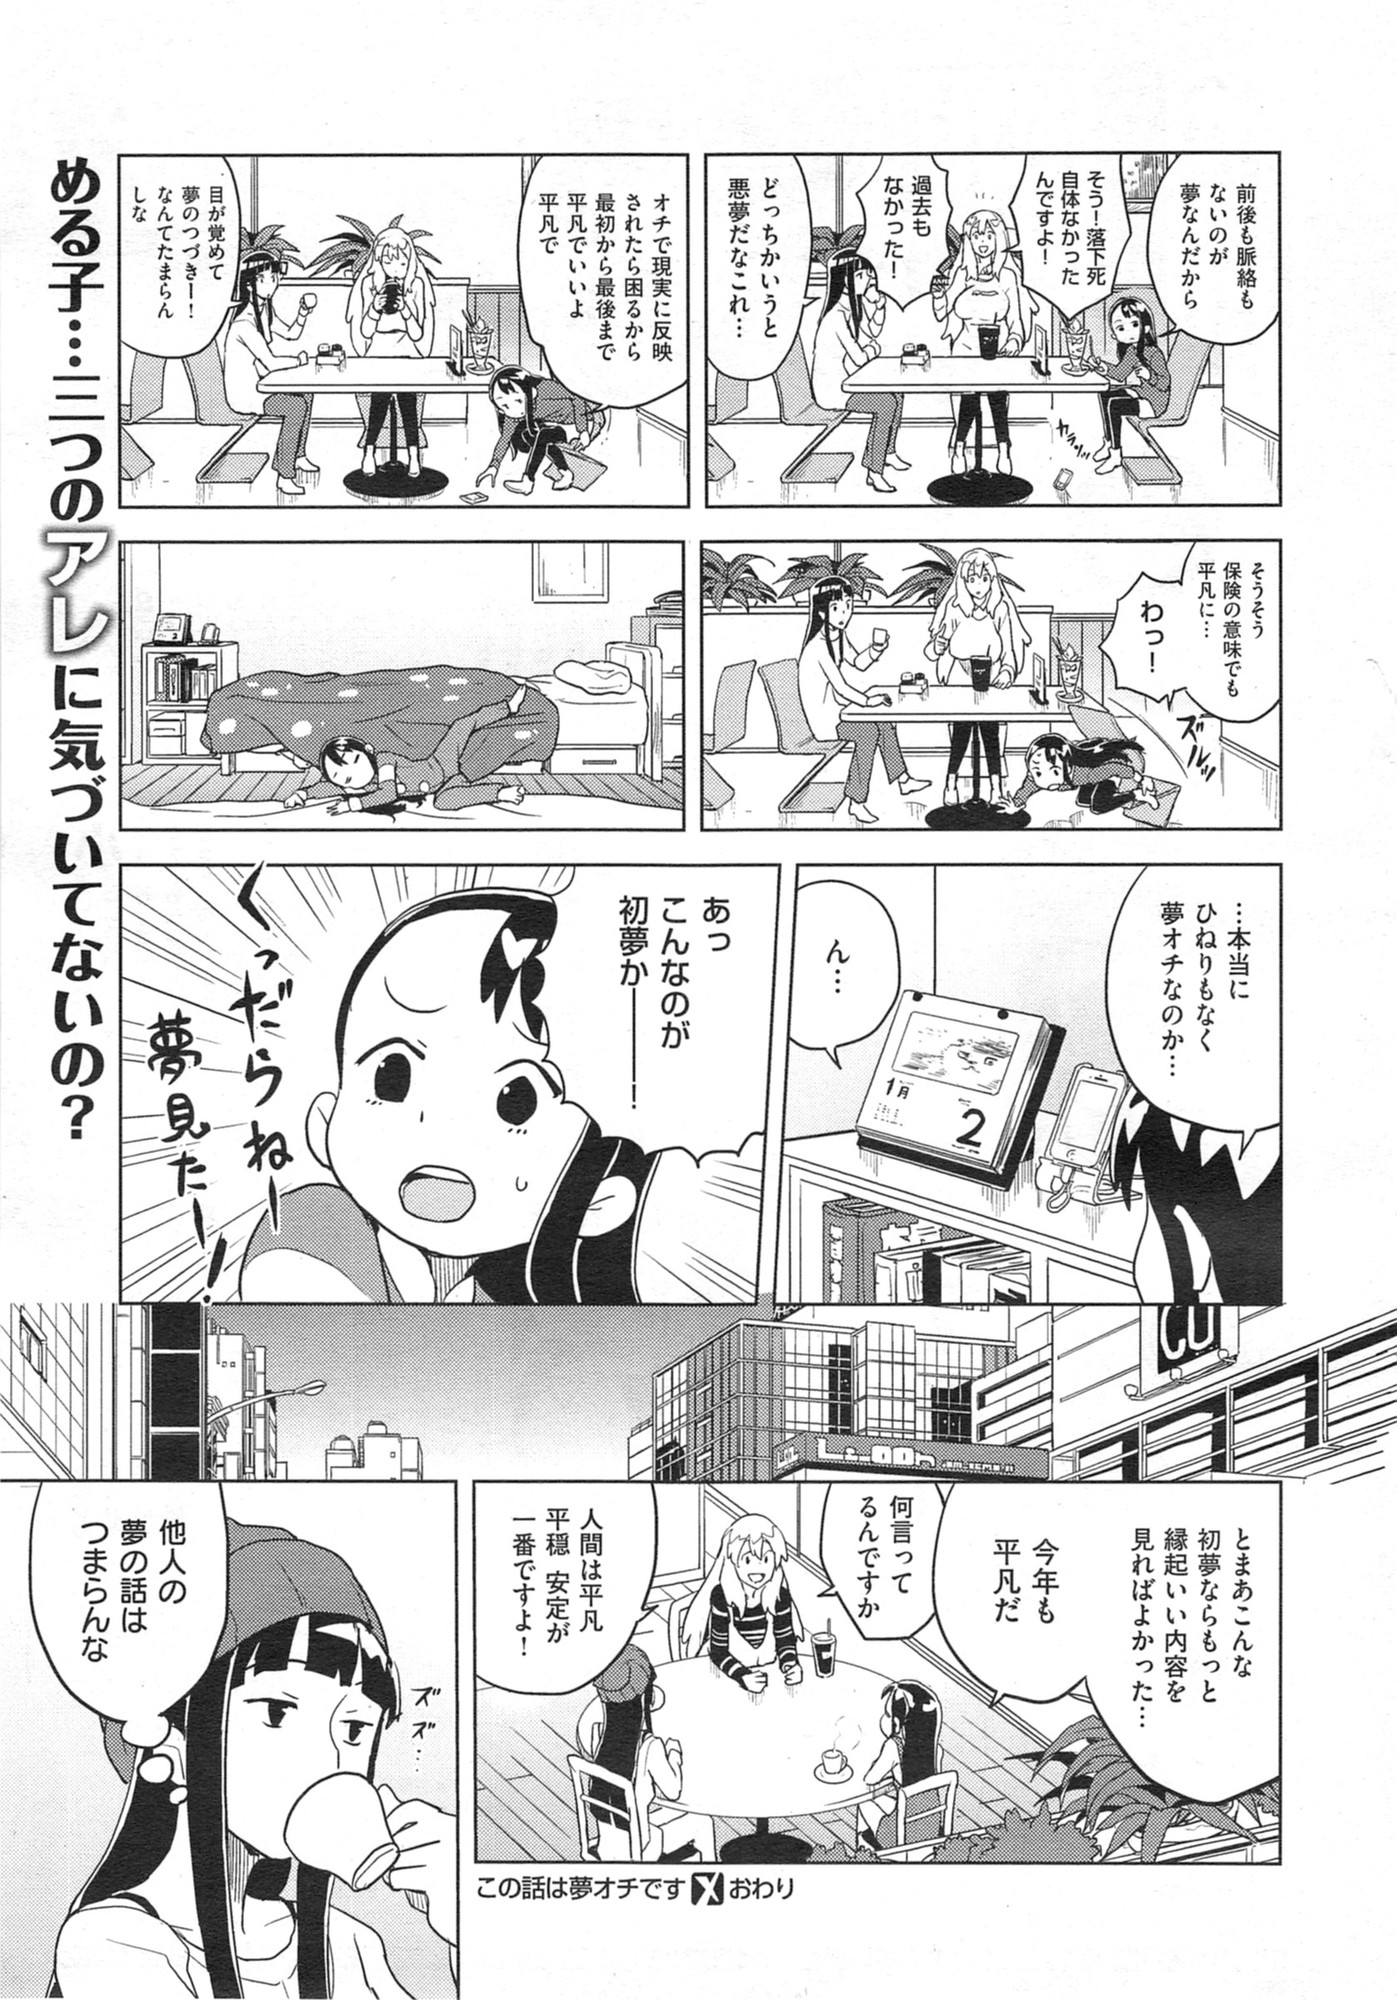 前後も脈絡も
ないのが
夢なんだから
そう！落下死
自体なかった
んですよ！
過去も
なかった！
どっちかいうと
悪夢だなこれ…
カラッ
オチで現実に反映
されたら困るから
最初から最後まで
平凡でいいよ
平凡で
目が覚めて
夢のつづきー！
なんてたまらん
しな
そうそう
保険の意味でも
平凡に…
わっ！
ズルッ
…本当に
ひねりもなく
夢オチなのか…
ん…
1月
2
あっ
こんなのが
初夢か――！
くっだらねー
夢見た！
CU
とまあこんな
初夢ならもっと
縁起いい内容を
見ればよかった…
今年も
平凡だ
何言って
るんですか
人間は平凡
平穏 安定が
一番ですよ！
他人の
夢の話は
つまらんな
ズズ…
この話は夢オチです X おわり
める子…三つのアレに気づいてないの？